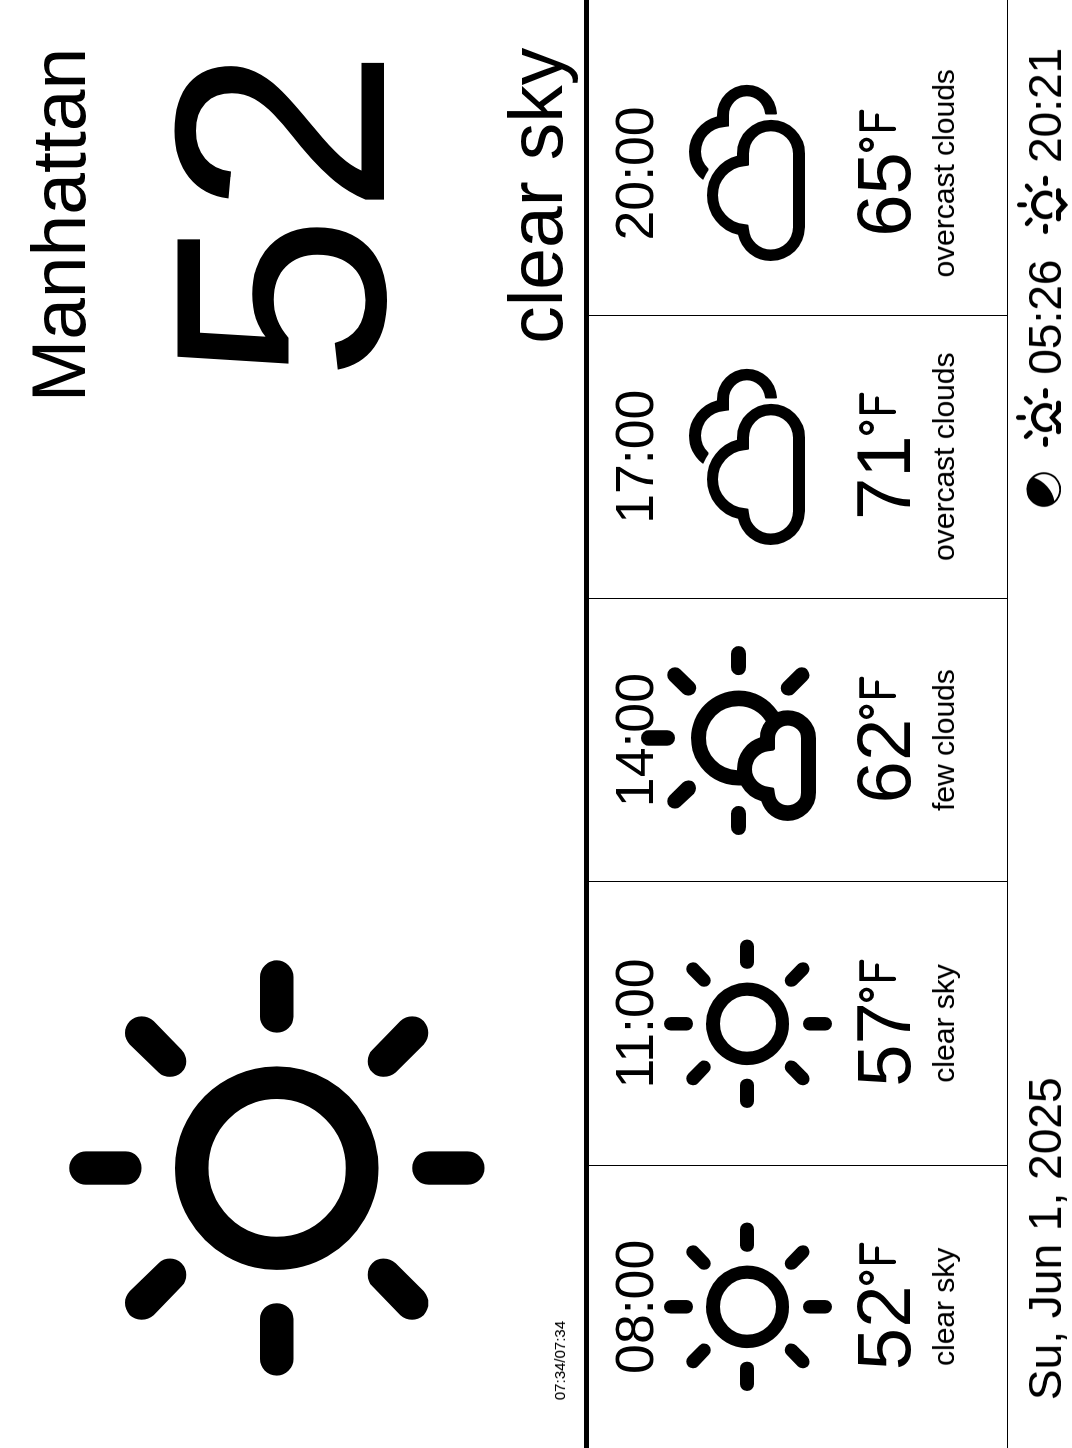 Manhattan
52
clear sky
07:34/07:34
08:00
52°F
clear sky
11:00
57°F
clear sky
14:00
62°F
few clouds
17:00
71°F
overcast clouds
20:00
65°F
overcast clouds
Su, Jun 1, 2025
05:26 20:21